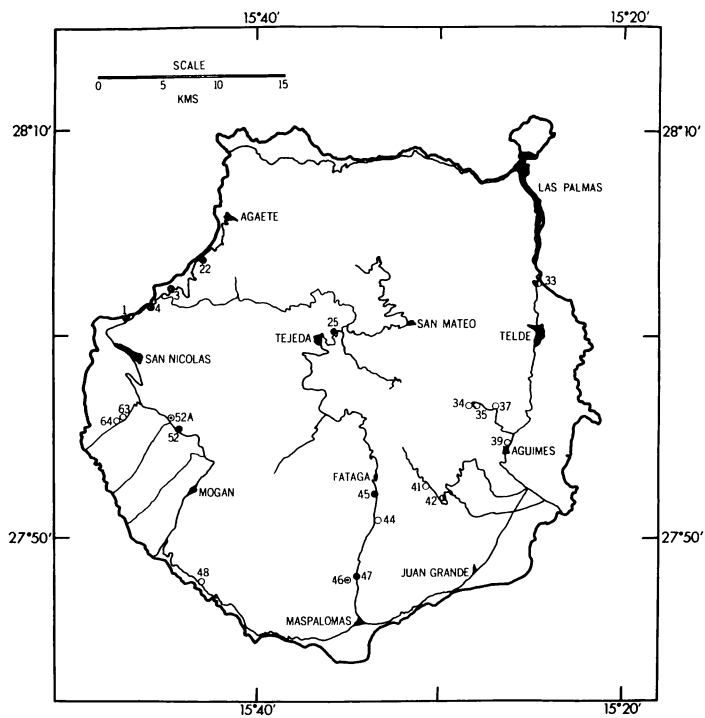 15°40' 15°20'
SCALE
0 5 10 15
KMS
28°10' 28°10'
LAS PALMAS
AGAETE
22
3
33
4
1
25
SAN MATEO
TEJEDA
TELDE
SAN NICOLAS
34 35 37
63
64
52A
52
39
AGUIMES
FATAGA
45
41
42
MOGAN
44
27°50' 27°50'
48
46 47
JUAN GRANDE
MASPALOMAS
15°40' 15°20'